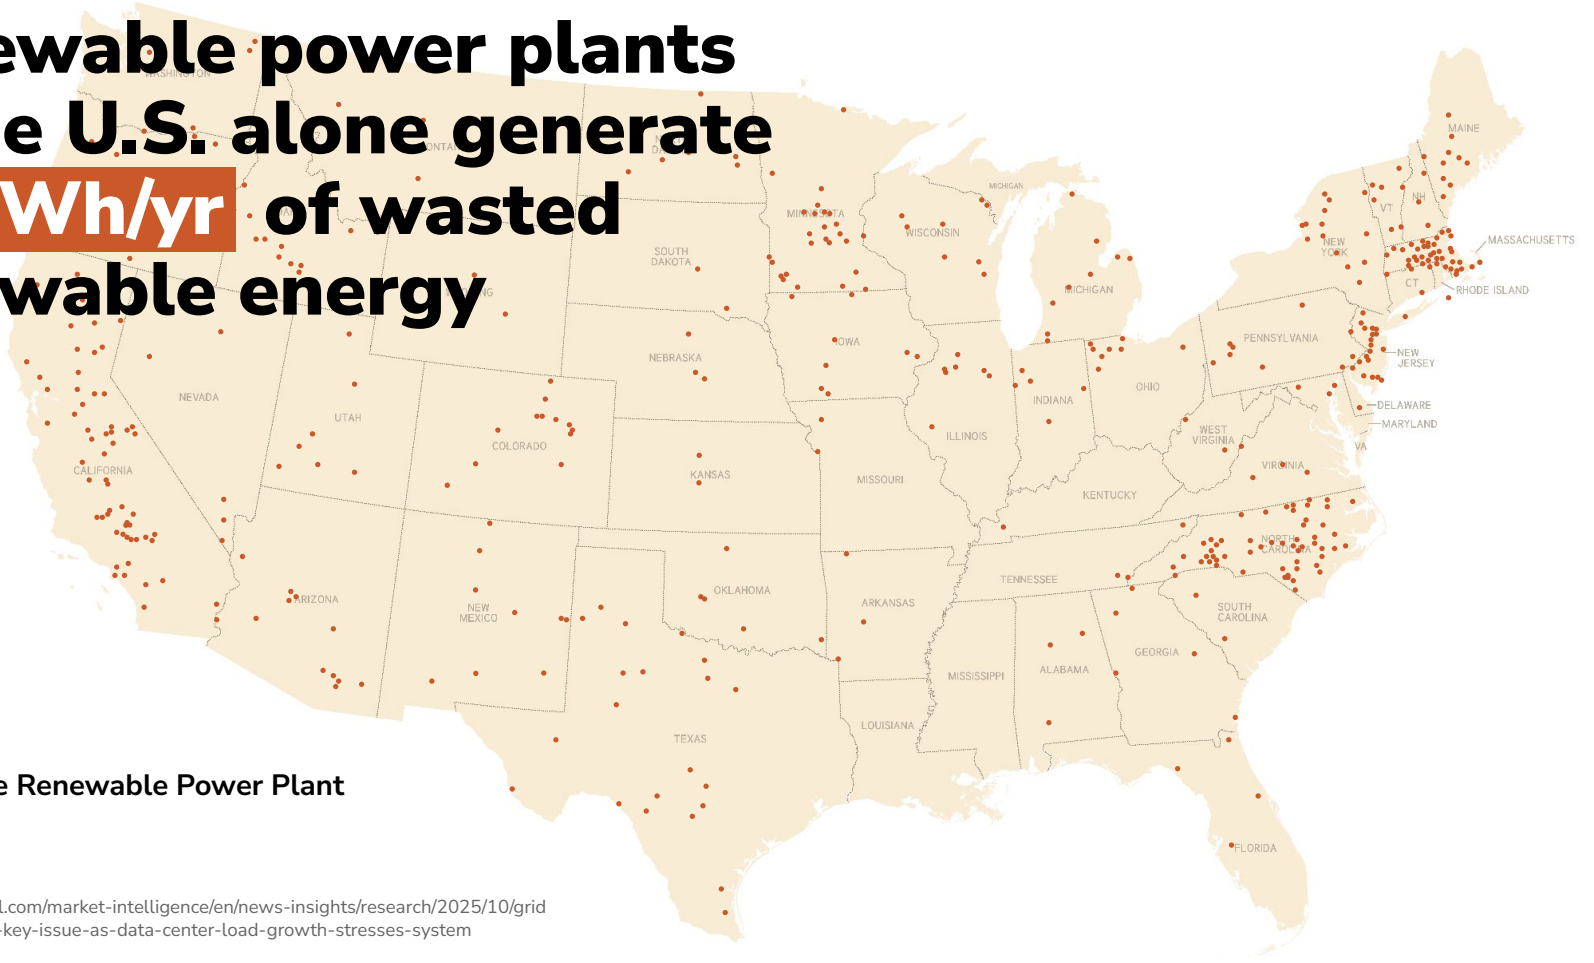 ewable power plants
e U.S. alone generate
Wh/yr of wasted
wable energy
WASHINGTON
MAINE
MICHIGAN
VT
NH
MINNESOTA
WISCONSIN
NEW
YORK
MASSACHUSETTS
SOUTH
DAKOTA
CT
RHODE ISLAND
MICHIGAN
IOWA
PENNSYLVANIA
NEW
JERSEY
NEBRASKA
OHIO
NEVADA
INDIANA
DELAWARE
UTAH
MARYLAND
WEST
VIRGINIA
ILLINOIS
COLORADO
VA
CALIFORNIA
VIRGINIA
KANSAS
MISSOURI
KENTUCKY
NORTH
CAROLINA
TENNESSEE
OKLAHOMA
ARIZONA
ARKANSAS
NEW
MEXICO
SOUTH
CAROLINA
GEORGIA
MISSISSIPPI
ALABAMA
LOUISIANA
TEXAS
e Renewable Power Plant
FLORIDA
l.com/market-intelligence/en/news-insights/research/2025/10/grid
-key-issue-as-data-center-load-growth-stresses-system